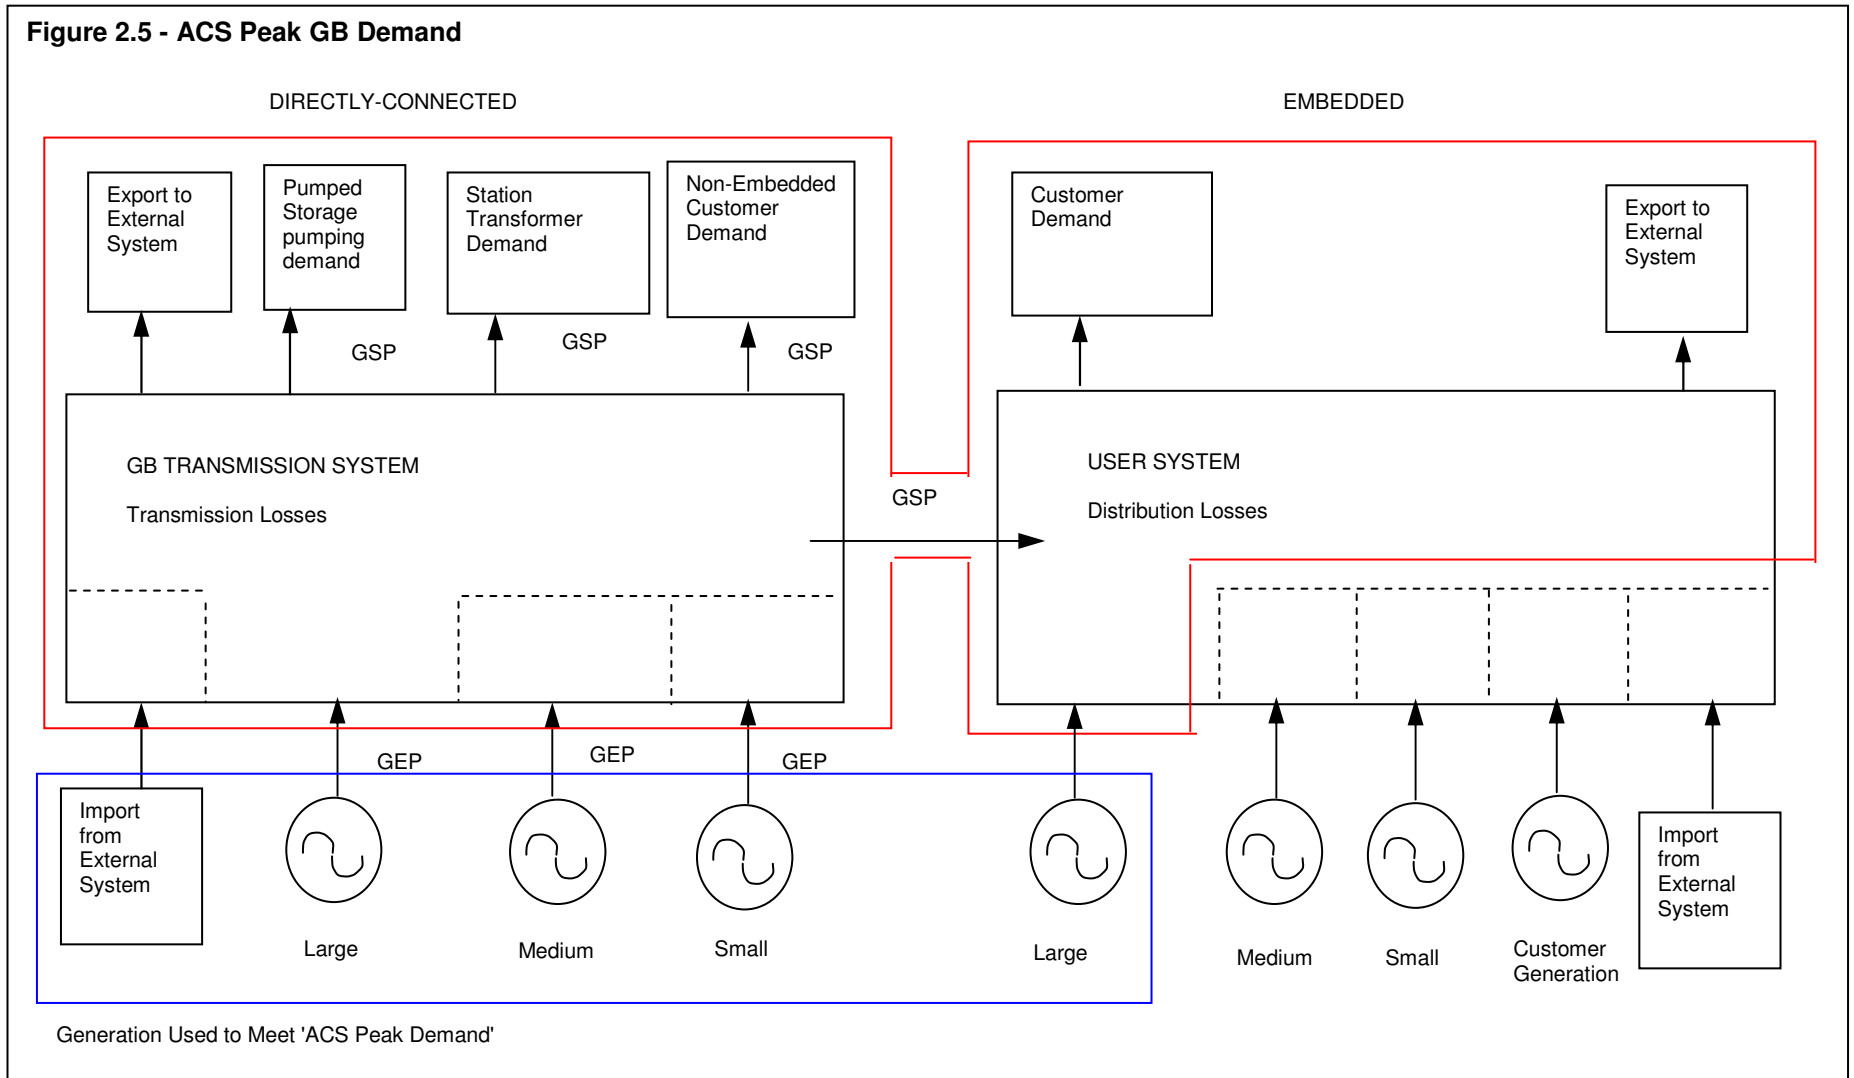 Figure 2.5 - ACS Peak GB Demand
DIRECTLY-CONNECTED
EMBEDDED
Export to
External
System
Pumped
Storage
pumping
demand
Station
Transformer
Demand
Non-Embedded
Customer
Demand
Customer
Demand
Export to
External
System
GSP
GSP
GSP
GB TRANSMISSION SYSTEM
Transmission Losses
GSP
USER SYSTEM
Distribution Losses
GEP
GEP
GEP
Import
from
External
System
Large
Medium
Small
Large
Medium
Small
Customer
Generation
Import
from
External
System
Generation Used to Meet 'ACS Peak Demand'